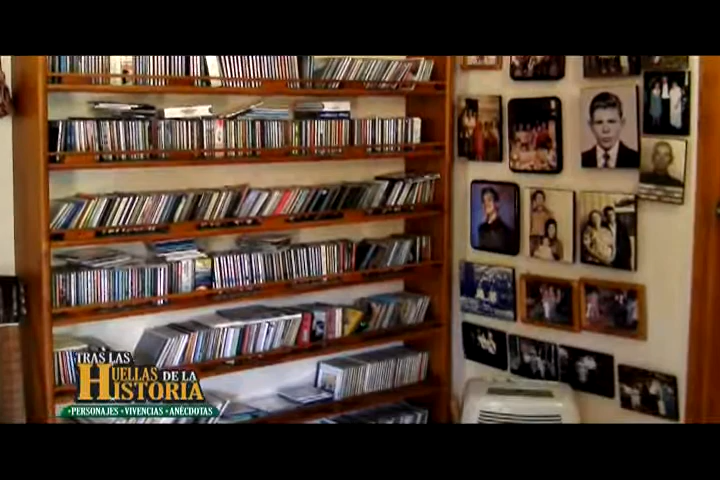 TRAS LAS
HUELLAS DE LA
HISTORIA
•PERSONAJES •VIVENCIAS •ANÉCDOTAS